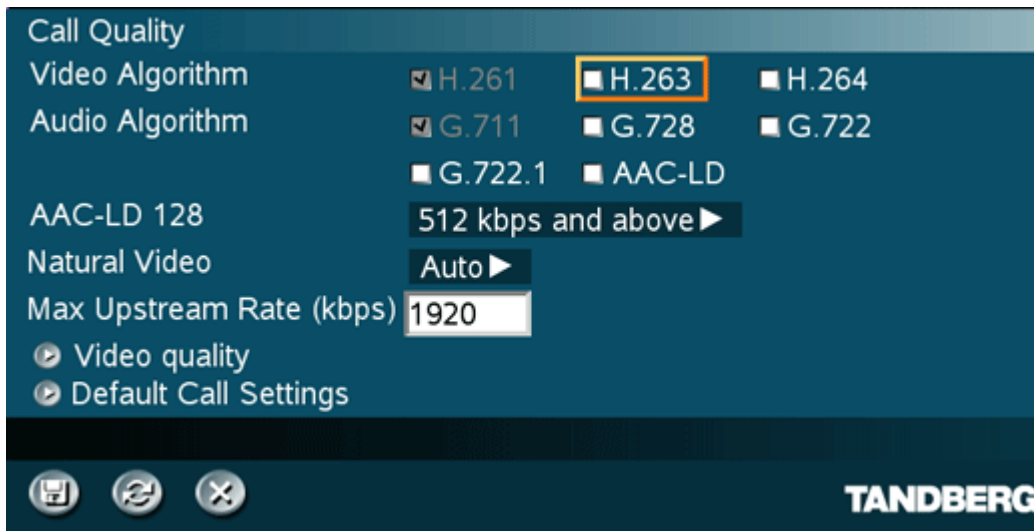 Call Quality
Video Algorithm H.261 H.263 H.264
Audio Algorithm G.711 G.728 G.722
G.722.1 AAC-LD
AAC-LD 128 512 kbps and above
Natural Video Auto
Max Upstream Rate (kbps) 1920
Video quality
Default Call Settings
TANDBERG